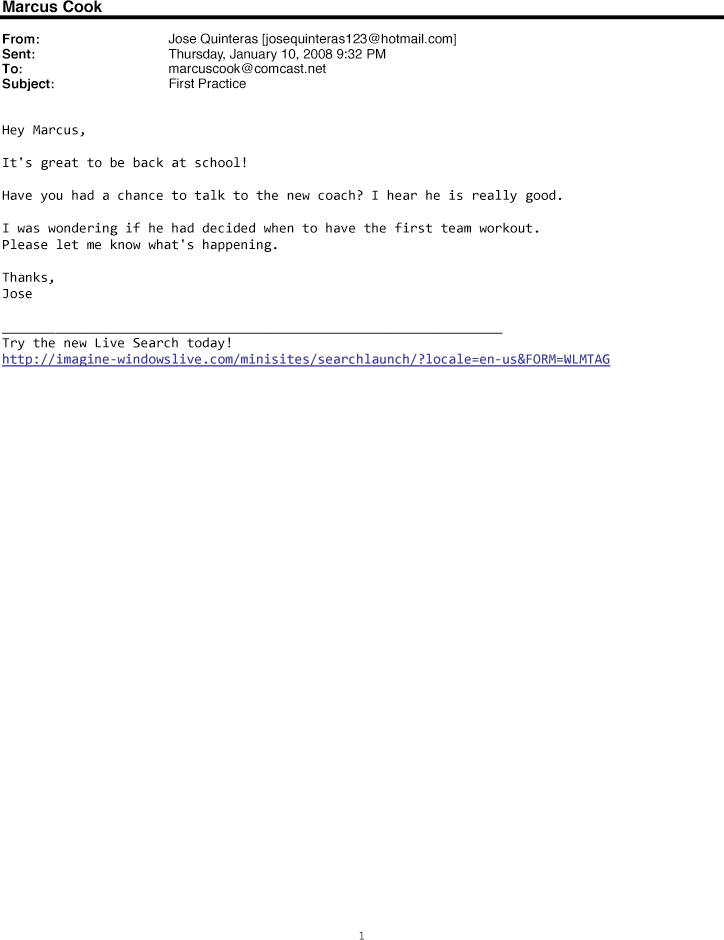 Marcus Cook
From: Jose Quinteras [josequinteras123@hotmail.com]
Sent: Thursday, January 10, 2008 9:32 PM
To: marcuscook@comcast.net
Subject: First Practice
Hey Marcus,
It's great to be back at school!
Have you had a chance to talk to the new coach? I hear he is really good.
I was wondering if he had decided when to have the first team workout.
Please let me know what's happening.
Thanks,
Jose
Try the new Live Search today!
http://imagine-windowslive.com/minisites/searchlaunch/?locale=en-us&FORM=WLMTAG
1